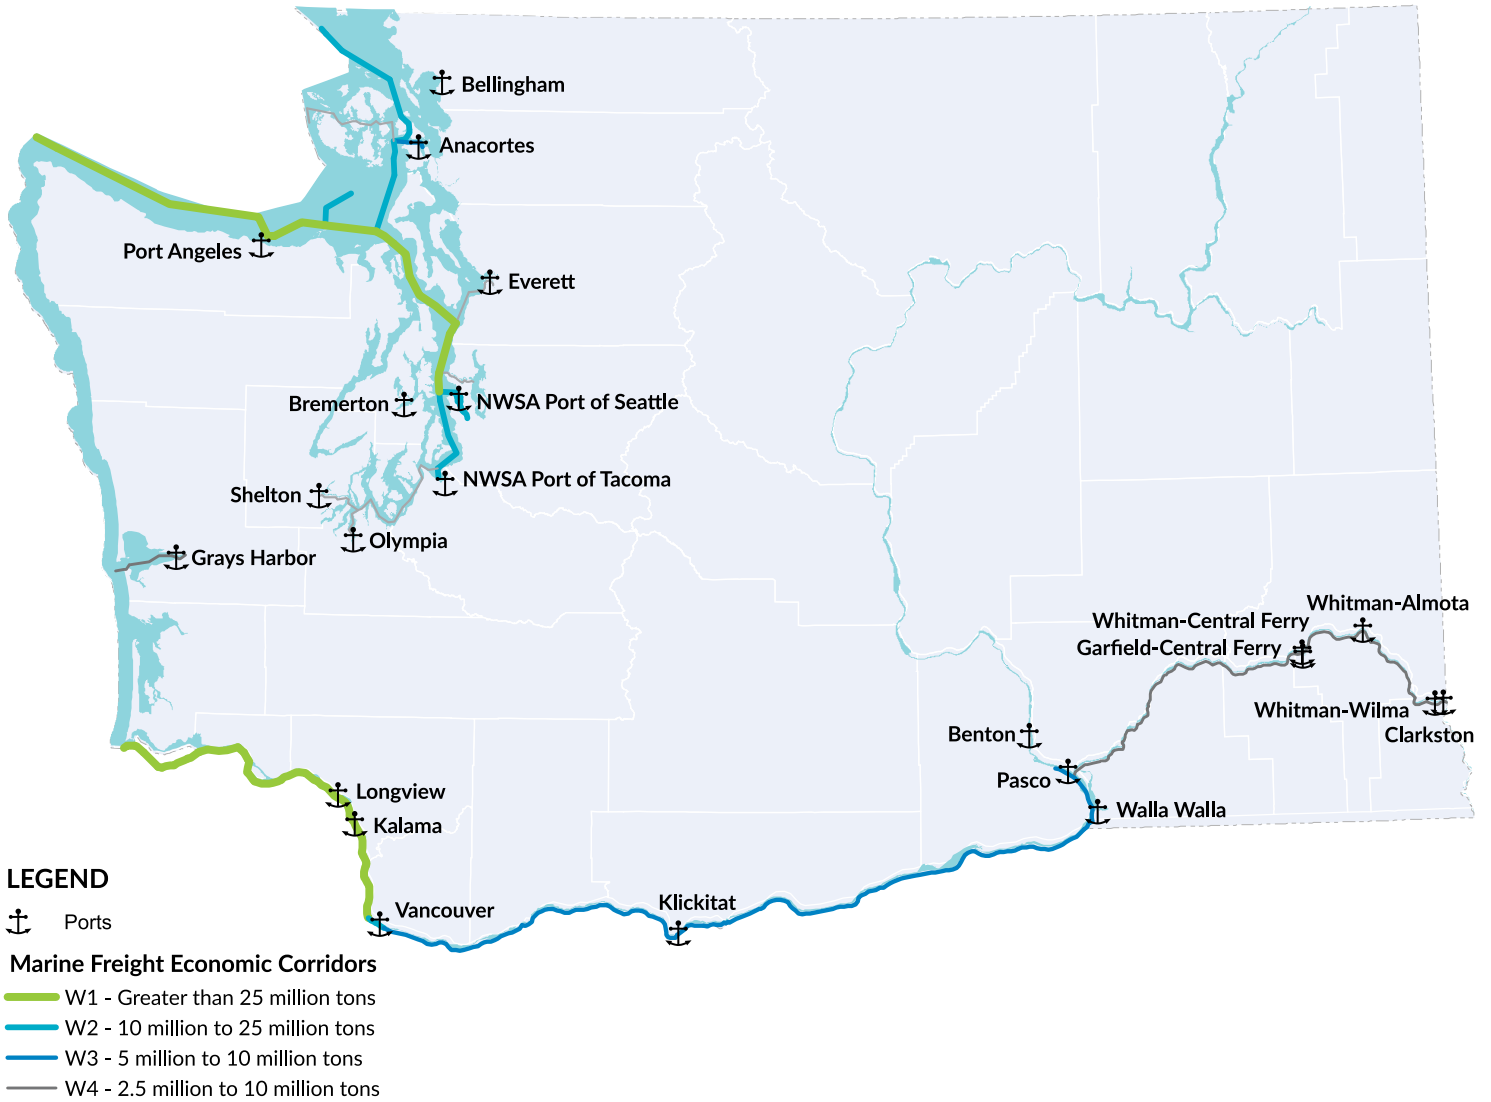 Bellingham
Anacortes
Port Angeles
Everett
Bremerton
NWSA Port of Seattle
NWSA Port of Tacoma
Shelton
Olympia
Grays Harbor
Whitman-Almota
Whitman-Central Ferry
Garfield-Central Ferry
Whitman-Wilma
Clarkston
Benton
Pasco
Walla Walla
Longview
Kalama
Klickitat
Vancouver
LEGEND
Ports
Marine Freight Economic Corridors
W1 - Greater than 25 million tons
W2 - 10 million to 25 million tons
W3 - 5 million to 10 million tons
W4 - 2.5 million to 10 million tons